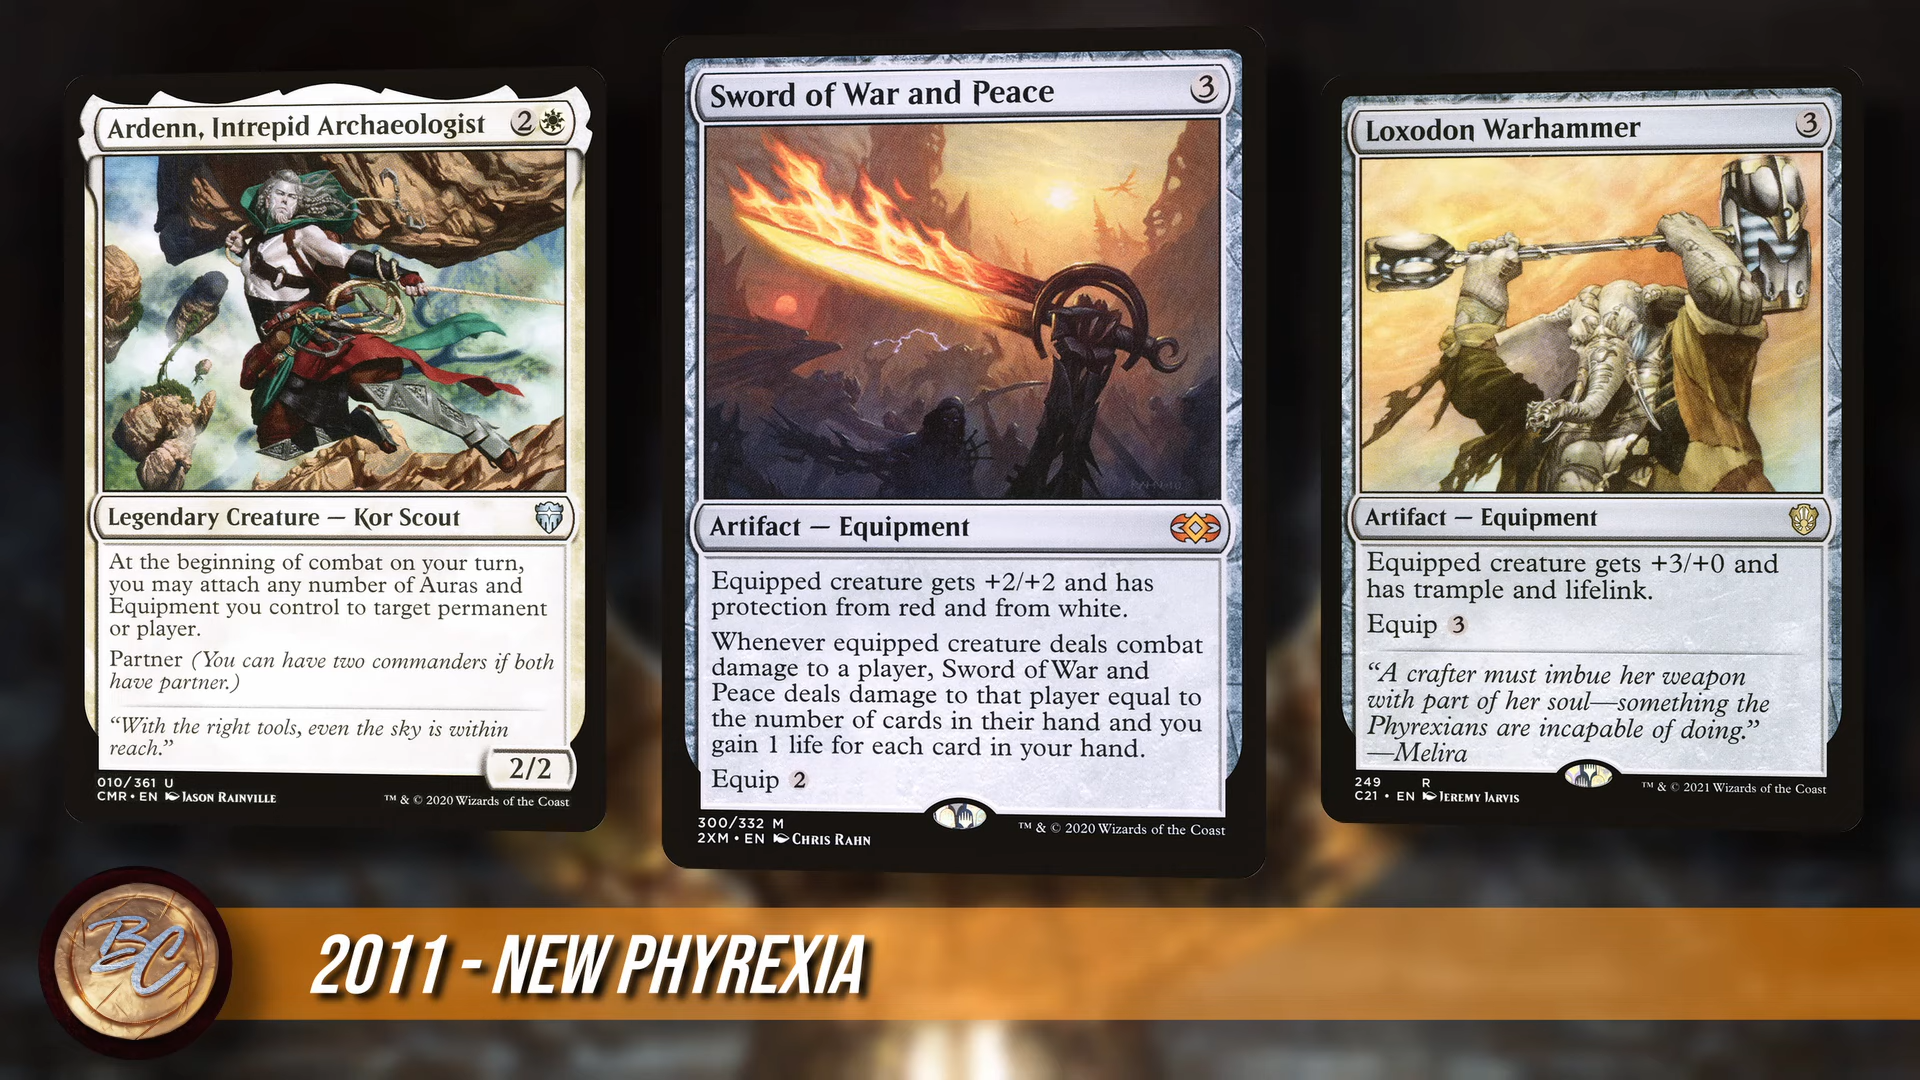 Ardenn, Intrepid Archaeologist 2
Legendary Creature — Kor Scout
At the beginning of combat on your turn,
you may attach any number of Auras and
Equipment you control to target permanent
or player.
Partner (You can have two commanders if both
have partner.)
“With the right tools, even the sky is within
reach.”
2/2
010/361 U
CMR • EN Jason Rainville
™ & © 2020 Wizards of the Coast
Sword of War and Peace 3
Artifact — Equipment
Equipped creature gets +2/+2 and has
protection from red and from white.
Whenever equipped creature deals combat
damage to a player, Sword of War and
Peace deals damage to that player equal to
the number of cards in their hand and you
gain 1 life for each card in your hand.
Equip 2
300/332 M
2XM • EN Chris Rahn
™ & © 2020 Wizards of the Coast
Loxodon Warhammer 3
Artifact — Equipment
Equipped creature gets +3/+0 and
has trample and lifelink.
Equip 3
“A crafter must imbue her weapon
with part of her soul—something the
Phyrexians are incapable of doing.”
—Melira
249 R
C21 • EN Jeremy Jarvis
™ & © 2021 Wizards of the Coast
BC
2011 - NEW PHYREXIA